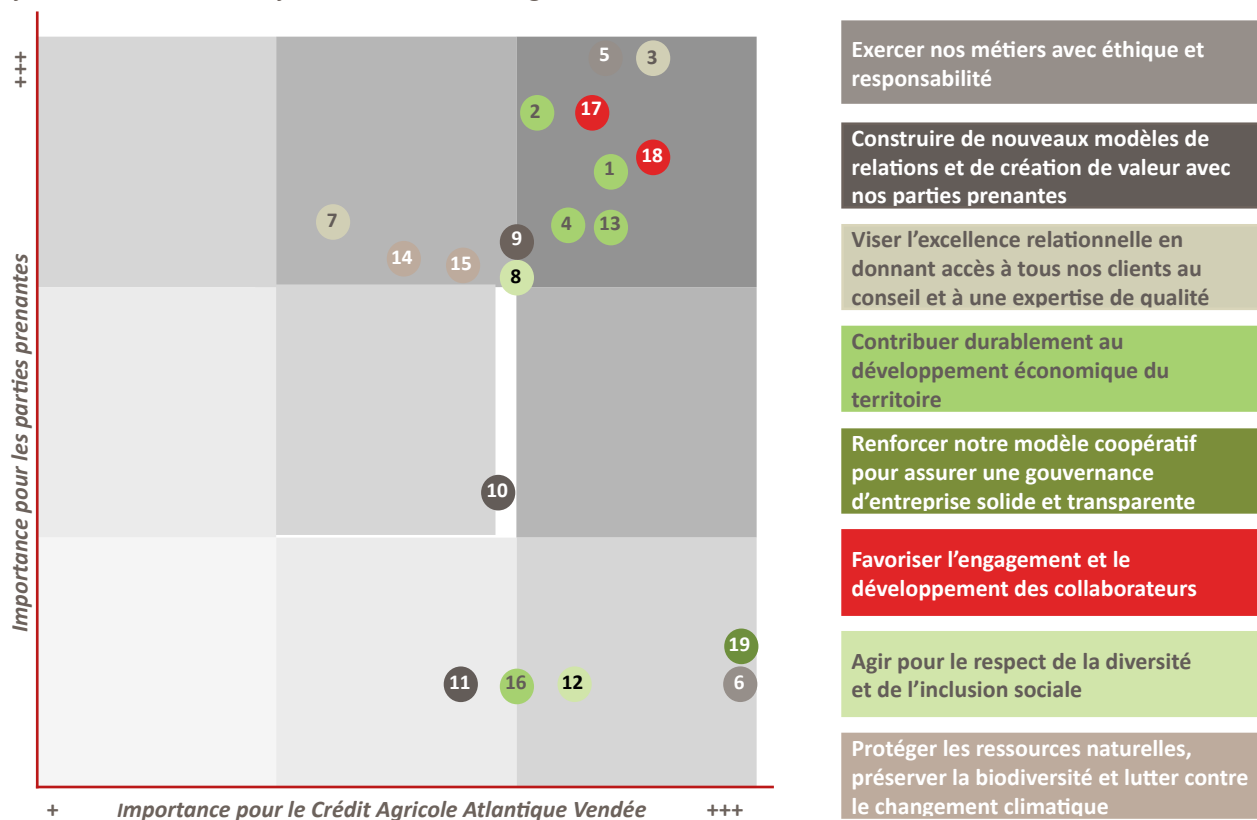 +++
Importance pour les parties prenantes
5
3
2
17
18
1
7
4
13
9
14
15
8
10
19
11
16
12
6
+
Importance pour le Crédit Agricole Atlantique Vendée
+++
Exercer nos métiers avec éthique et
responsabilité
Construire de nouveaux modèles de
relations et de création de valeur avec
nos parties prenantes
Viser l’excellence relationnelle en
donnant accès à tous nos clients au
conseil et à une expertise de qualité
Contribuer durablement au
développement économique du
territoire
Renforcer notre modèle coopératif
pour assurer une gouvernance
d’entreprise solide et transparente
Favoriser l’engagement et le
développement des collaborateurs
Agir pour le respect de la diversité
et de l’inclusion sociale
Protéger les ressources naturelles,
préserver la biodiversité et lutter contre
le changement climatique